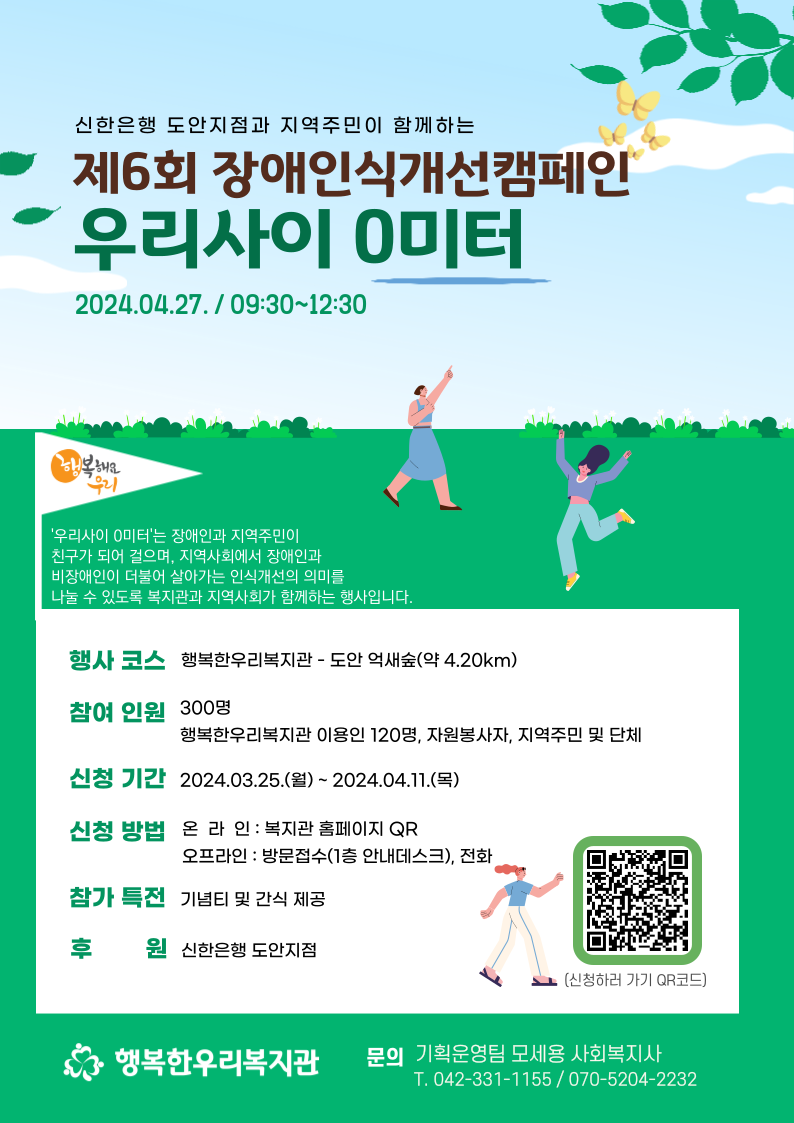 신한은행 도안지점과 지역주민이 함께하는
제6회 장애인식개선캠페인
우리사이 0미터
2024.04.27. / 09:30~12:30
행복해요
우리
'우리사이 0미터'는 장애인과 지역주민이
친구가 되어 걸으며, 지역사회에서 장애인과
비장애인이 더불어 살아가는 인식개선의 의미를
나눌 수 있도록 복지관과 지역사회가 함께하는 행사입니다.
행사 코스 행복한우리복지관 - 도안 억새숲(약 4.20km)
참여 인원 300명
행복한우리복지관 이용인 120명, 자원봉사자, 지역주민 및 단체
신청 기간 2024.03.25.(월) ~ 2024.04.11.(목)
신청 방법 온 라 인 : 복지관 홈페이지 QR
오프라인 : 방문접수(1층 안내데스크), 전화
참가 특전 기념티 및 간식 제공
후 원 신한은행 도안지점
(신청하러 가기 QR코드)
행복한우리복지관
문의 기획운영팀 모세용 사회복지사
T. 042-331-1155 / 070-5204-2232